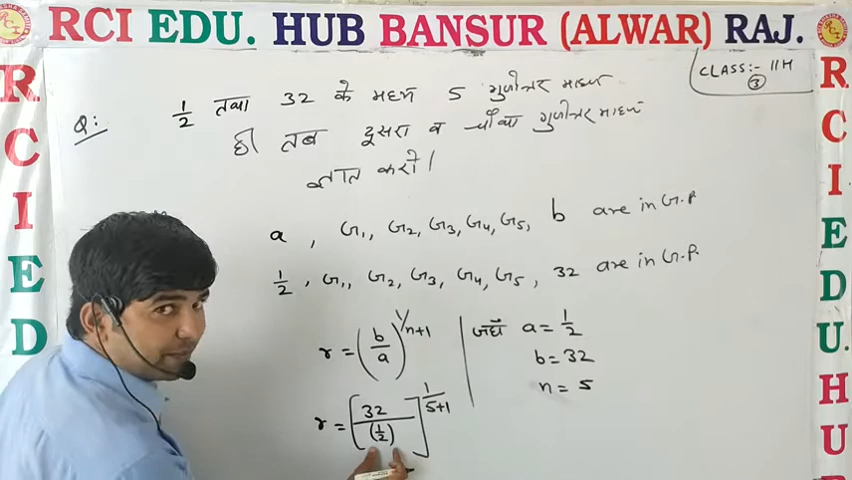 RCI EDU. HUB BANSUR (ALWAR) RAJ.
CLASS:- 11th
3
Q: 1/2 तथा 32 के मध्य 5 गुणोत्तर माध्य
हो तब दूसरा व चौथा गुणोत्तर माध्य
ज्ञात करो।
a, G₁, G₂, G₃, G₄, G₅, b are in G.P
1/2, G₁, G₂, G₃, G₄, G₅, 32 are in G.P.
r = (b/a)^1/n+1
जहाँ a = 1/2
b = 32
n = 5
r = [32/(1/2)]^1/5+1
R
C
I
E
D
R
C
I
E
D
U.
H
U